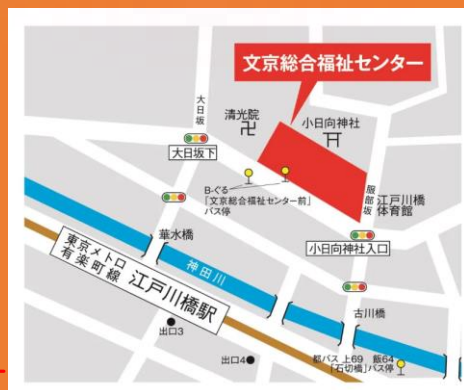 文京総合福祉センター
大日坂
清光院
小日向神社
大日坂下
B-ぐる
「文京総合福祉センター前」
バス停
服部坂
江戸川橋
体育館
小日向神社入口
華水橋
神田川
東京メトロ
有楽町線
江戸川橋駅
古川橋
出口3
出口4
都バス 上69 飯64
「石切橋」バス停